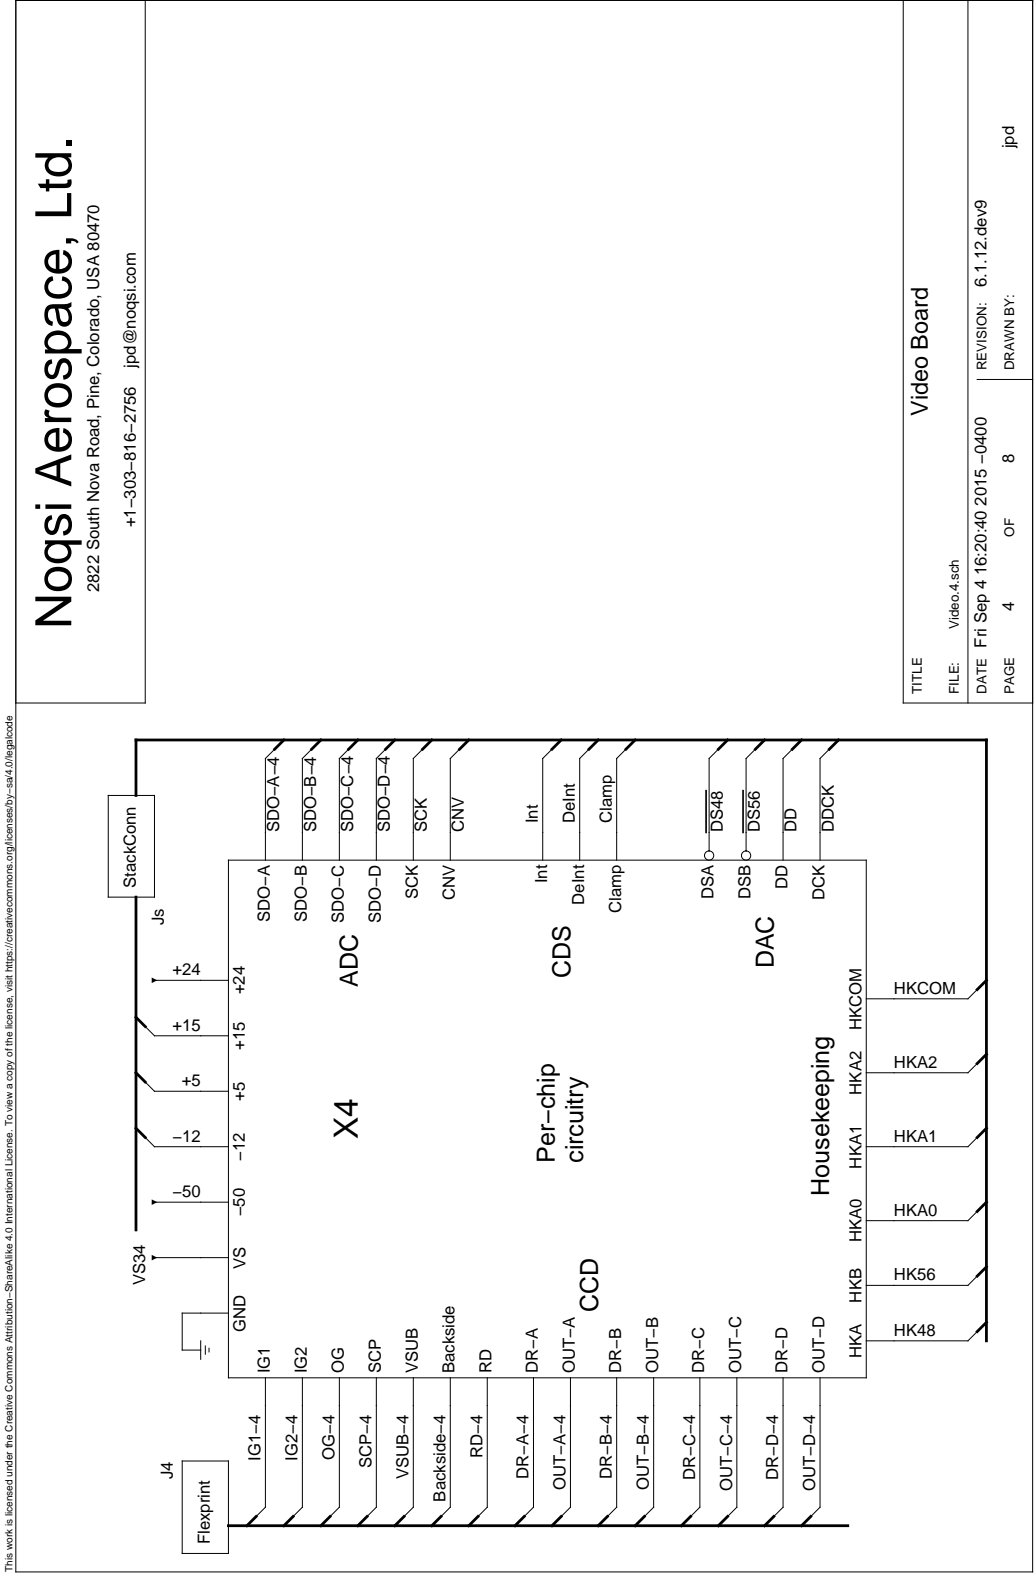 This work is licensed under the Creative Commons Attribution−ShareAlike 4.0 International License. To view a copy of the license, visit https://creativecommons.org/licenses/by−sa/4.0/legalcode
Noqsi Aerospace, Ltd.
2822 South Nova Road, Pine, Colorado, USA 80470
+1−303−816−2756 jpd@noqsi.com
StackConn
Js
VS34
−50
−12
+5
+15
+24
GND
VS
−50
−12
+5
+15
+24
J4
Flexprint
IG1−4
IG2−4
OG−4
SCP−4
VSUB−4
Backside−4
RD−4
DR−A−4
OUT−A−4
DR−B−4
OUT−B−4
DR−C−4
OUT−C−4
DR−D−4
OUT−D−4
IG1
IG2
OG
SCP
VSUB
Backside
RD
DR−A
OUT−A
DR−B
OUT−B
DR−C
OUT−C
DR−D
OUT−D
CCD
X4
Per−chip
circuitry
Housekeeping
ADC
CDS
DAC
SDO−A
SDO−B
SDO−C
SDO−D
SCK
CNV
Int
DeInt
Clamp
DSA
DSB
DD
DCK
SDO−A−4
SDO−B−4
SDO−C−4
SDO−D−4
SCK
CNV
Int
DeInt
Clamp
DS48
DS56
DD
DDCK
HKA
HKB
HKA0
HKA1
HKA2
HKCOM
HK48
HK56
HKA0
HKA1
HKA2
HKCOM
TITLE
Video Board
FILE: Video.4.sch
DATE Fri Sep 4 16:20:40 2015 −0400
REVISION: 6.1.12.dev9
PAGE 4 OF 8
DRAWN BY: jpd